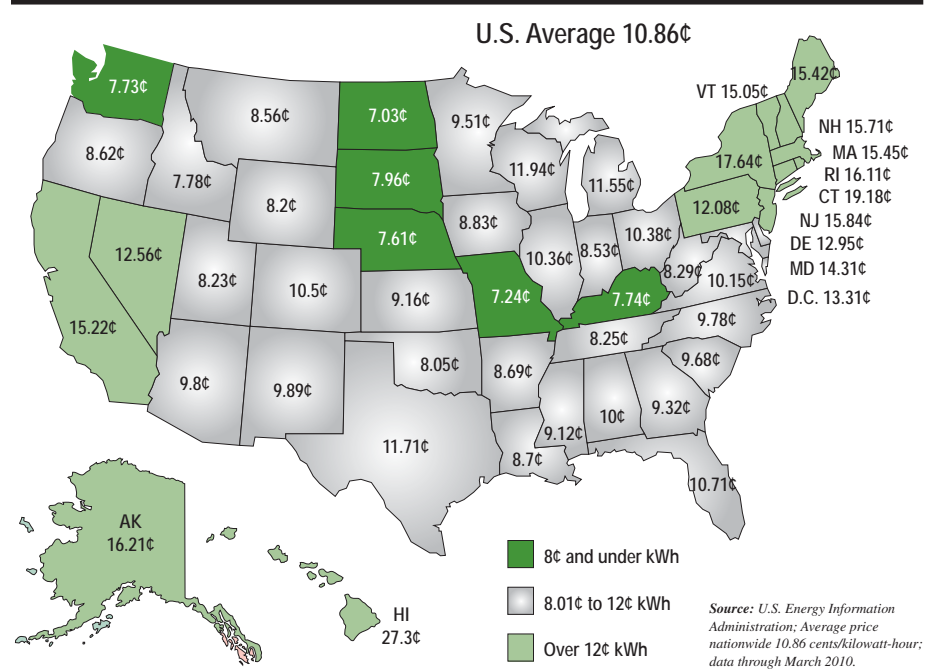 U.S. Average 10.86¢
7.73¢
8.56¢
7.03¢
9.51¢
VT 15.05¢
15.42¢
8.62¢
7.78¢
8.2¢
7.96¢
11.94¢
11.55¢
17.64¢
NH 15.71¢
MA 15.45¢
RI 16.11¢
CT 19.18¢
12.08¢
NJ 15.84¢
DE 12.95¢
MD 14.31¢
D.C. 13.31¢
12.56¢
8.23¢
10.5¢
7.61¢
8.83¢
10.36¢
8.53¢
10.38¢
8.29¢
10.15¢
15.22¢
9.16¢
7.24¢
7.74¢
9.78¢
8.25¢
9.68¢
9.8¢
9.89¢
8.05¢
8.69¢
9.12¢
10¢
9.32¢
11.71¢
8.7¢
10.71¢
AK
16.21¢
HI
27.3¢
8¢ and under kWh
8.01¢ to 12¢ kWh
Over 12¢ kWh
Source: U.S. Energy Information
Administration; Average price
nationwide 10.86 cents/kilowatt-hour;
data through March 2010.